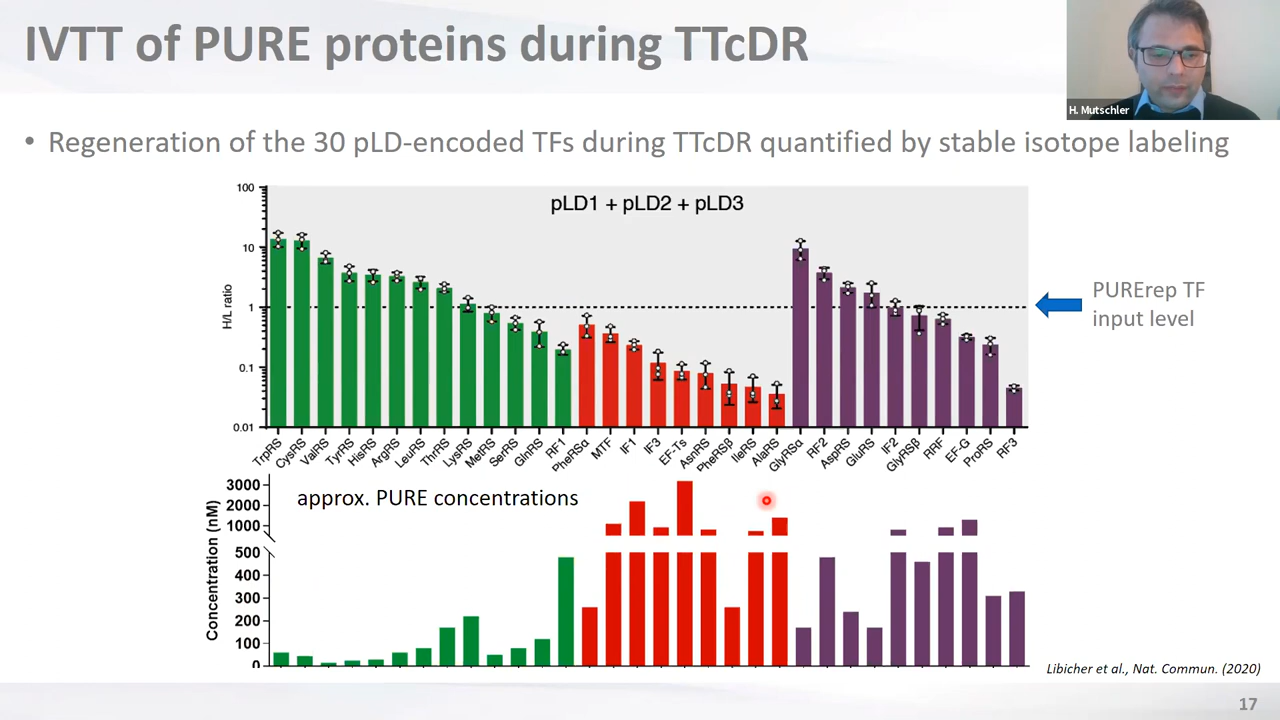 IVTT of PURE proteins during TTcDR
H. Mutschler
• Regeneration of the 30 pLD-encoded TFs during TTcDR quantified by stable isotope labeling
pLD1 + pLD2 + pLD3
H/L ratio
100
10
1
0.1
0.01
PURErep TF
input level
TrpRS
CysRS
ValRS
TyrRS
HisRS
ArgRS
LeuRS
ThrRS
LysRS
MetRS
SerRS
GlnRS
RF1
PheRSα
MTF
IF1
IF3
EF-Ts
AsnRS
PheRSβ
IleRS
AlaRS
GlyRSα
RF2
AspRS
GluRS
IF2
GlyRSβ
RRF
EF-G
ProRS
RF3
approx. PURE concentrations
Concentration (nM)
3000
2000
1000
500
400
300
200
100
0
Libicher et al., Nat. Commun. (2020)
17